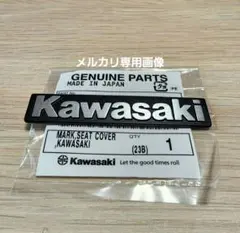 メルカリ専用画像
GENUINE PARTS
MADE IN JAPAN
Kawasaki
MARK,SEAT COVER
,KAWASAKI
QTY
1
(23B)
Kawasaki
Let the good times roll